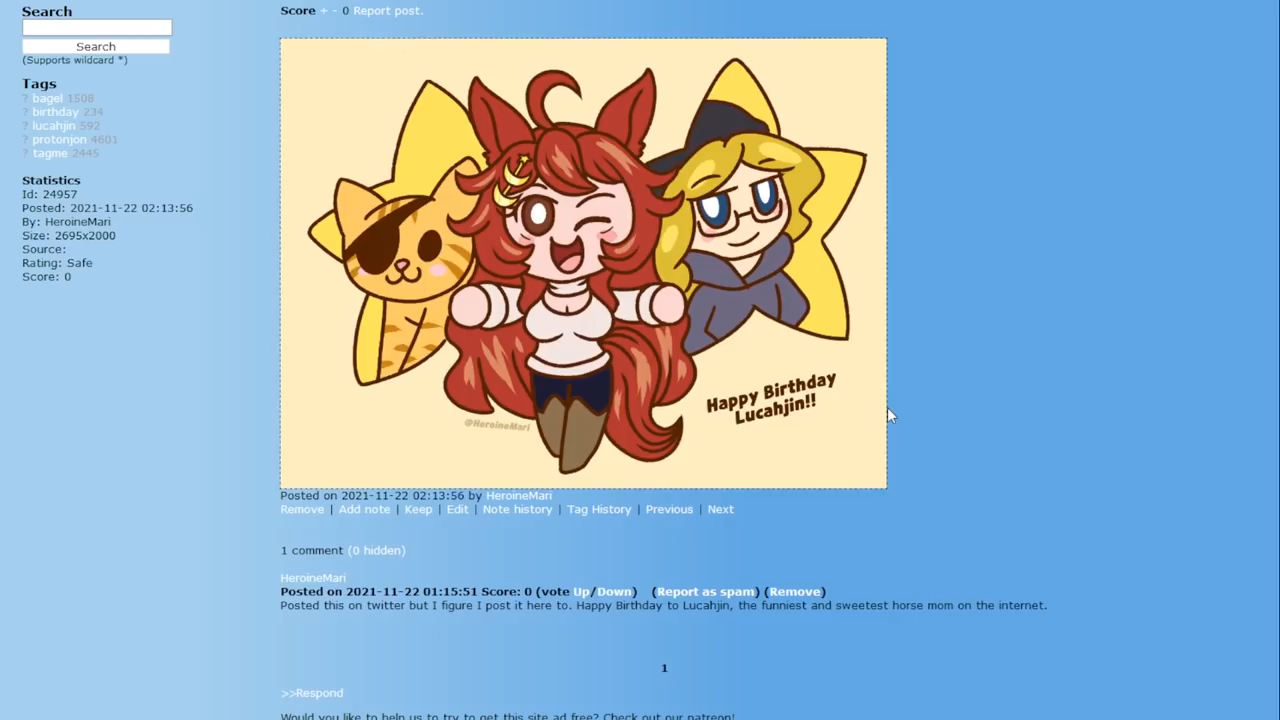 Search
Search
(Supports wildcard *)
Tags
? bagel 1508
? birthday 234
? lucahjin 592
? protonjon 4601
? tagme 2445
Statistics
Id: 24957
Posted: 2021-11-22 02:13:56
By: HeroineMari
Size: 2695x2000
Source:
Rating: Safe
Score: 0
Score + - 0 Report post.
Happy Birthday
Lucahjin!!
@HeroineMari
Posted on 2021-11-22 02:13:56 by HeroineMari
Remove | Add note | Keep | Edit | Note history | Tag History | Previous | Next
1 comment (0 hidden)
HeroineMari
Posted on 2021-11-22 01:15:51 Score: 0 (vote Up/Down) (Report as spam) (Remove)
Posted this on twitter but I figure I post it here to. Happy Birthday to Lucahjin, the funniest and sweetest horse mom on the internet.
1
>>Respond
Would you like to help us to try to get this site ad free? Check out our patreon!